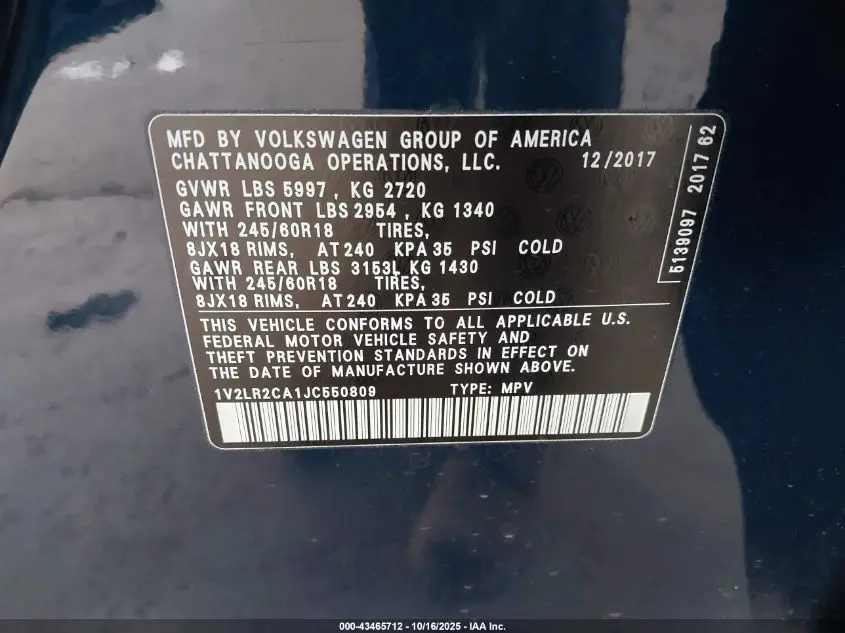 MFD BY VOLKSWAGEN GROUP OF AMERICA
CHATTANOOGA OPERATIONS, LLC. 12/2017
GVWR LBS 5997, KG 2720
GAWR FRONT LBS 2954, KG 1340
WITH 245/60R18 TIRES,
8JX18 RIMS, AT 240 KPA 35 PSI COLD
GAWR REAR LBS 3153L KG 1430
WITH 245/60R18 TIRES,
8JX18 RIMS, AT 240 KPA 35 PSI COLD
THIS VEHICLE CONFORMS TO ALL APPLICABLE U.S.
FEDERAL MOTOR VEHICLE SAFETY AND
THEFT PREVENTION STANDARDS IN EFFECT ON
THE DATE OF MANUFACTURE SHOWN ABOVE.
1V2LR2CA1JC550809 TYPE: MPV
5139097 2017 62
000-43465712 - 10/16/2025 - IAA Inc.